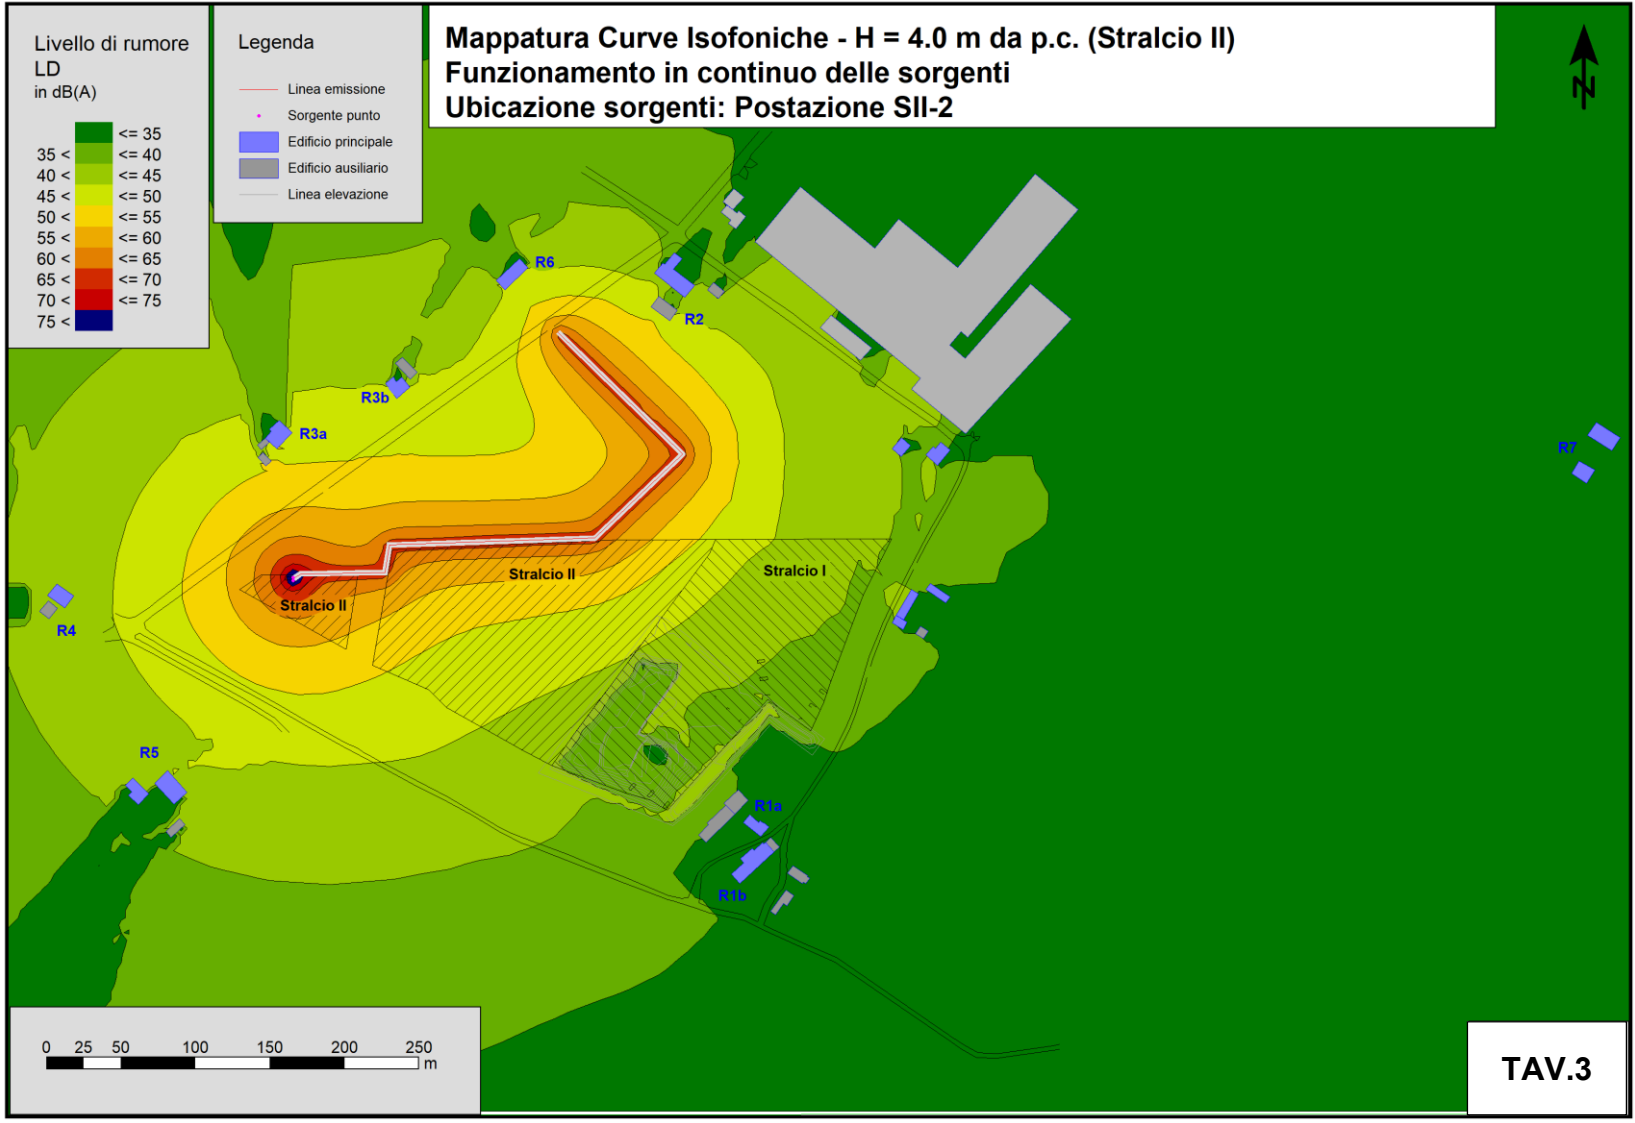 Mappatura Curve Isofoniche - H = 4.0 m da p.c. (Stralcio II)
Funzionamento in continuo delle sorgenti
Ubicazione sorgenti: Postazione SII-2
Livello di rumore
LD
in dB(A)
<= 35
35 < <= 40
40 < <= 45
45 < <= 50
50 < <= 55
55 < <= 60
60 < <= 65
65 < <= 70
70 < <= 75
75 <
Legenda
Linea emissione
Sorgente punto
Edificio principale
Edificio ausiliario
Linea elevazione
N
R6
R2
R3b
R3a
R7
Stralcio II
Stralcio I
Stralcio II
R4
R5
R1a
R1b
0 25 50 100 150 200 250
m
TAV.3